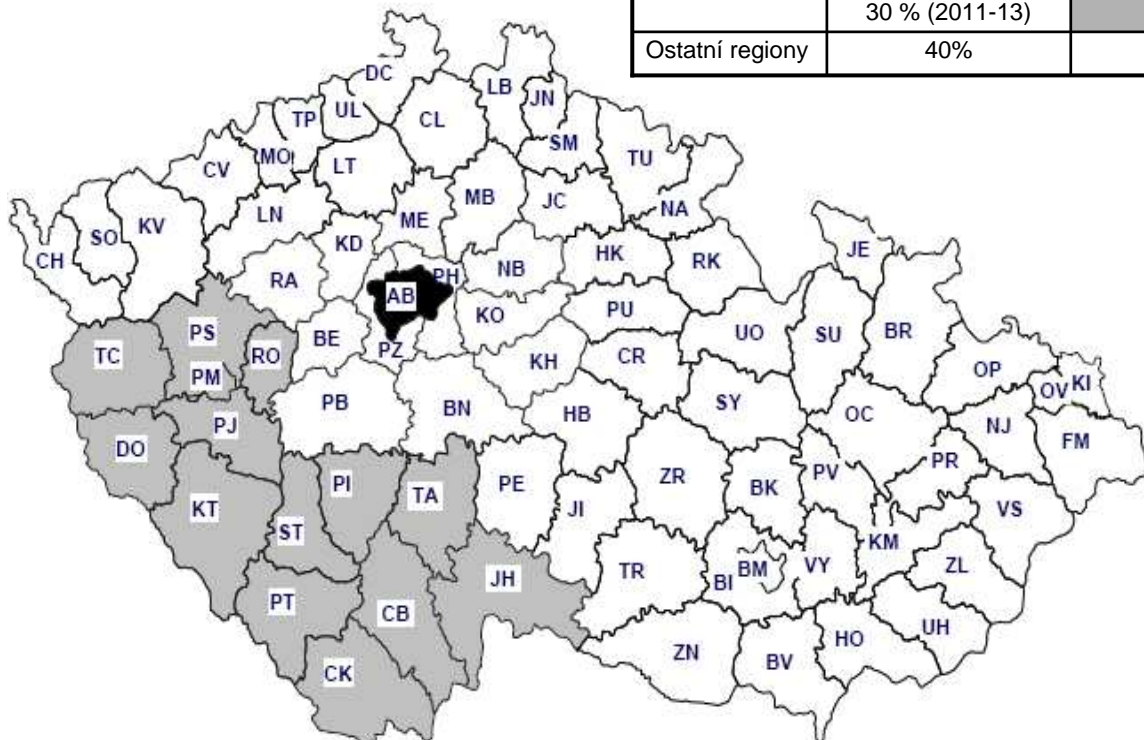 30 % (2011-13)
Ostatní regiony 40%
DC
LB
JN
UL
TP
CL
SM
TU
MO
CV
LT
MB
JC
NA
ME
LN
SO
KV
KD
CH
HK
RK
JE
NB
PH
RA
AB
KO
PU
UO
SU
BR
PS
BE
TC
RO
PZ
KH
CR
OP
OV
KI
PM
PB
BN
HB
SY
OC
NJ
FM
PJ
DO
PR
PE
ZR
PV
BK
PI
TA
KT
JI
VS
ST
KM
TR
BI
BM
VY
ZL
JH
PT
CB
UH
HO
ZN
BV
CK